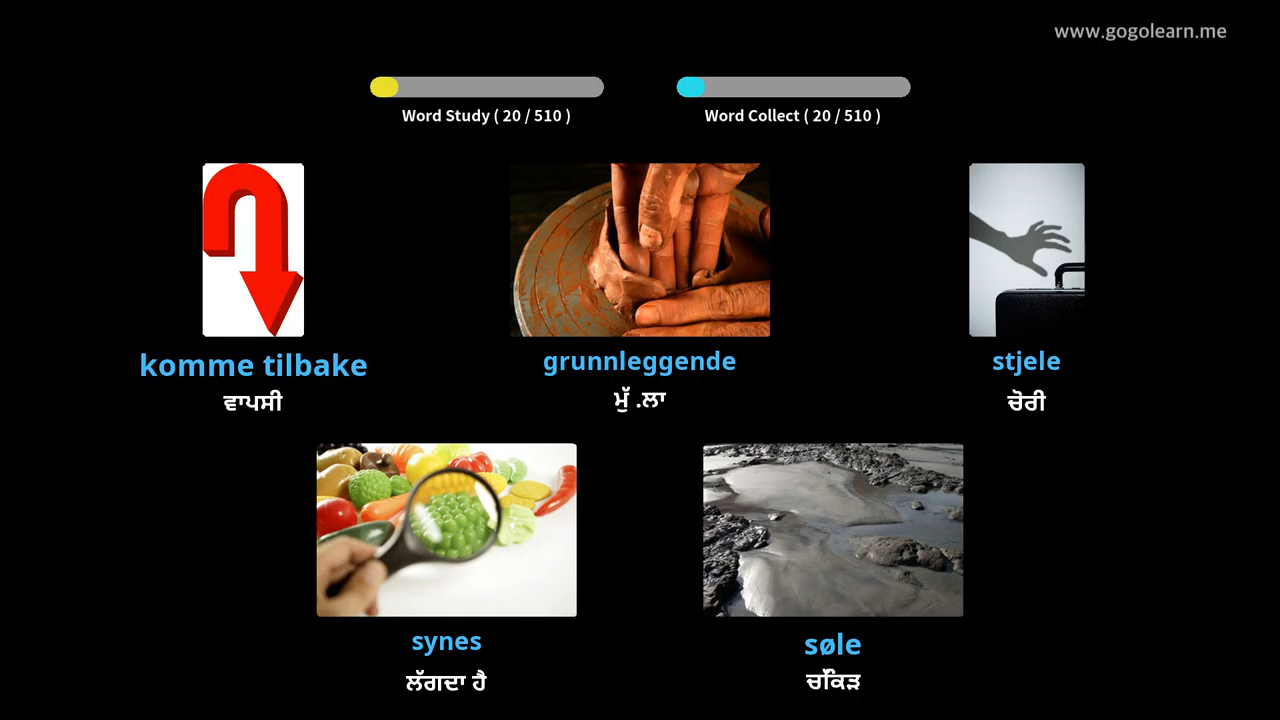 www.gogolearn.me
Word Study ( 20 / 510 )
Word Collect ( 20 / 510 )
komme tilbake
ਵਾਪਸੀ
grunnleggende
ਮੁੱ .ਲਾ
stjele
ਚੋਰੀ
synes
ਲੱਗਦਾ ਹੈ
søle
ਚਿੱਕੜ